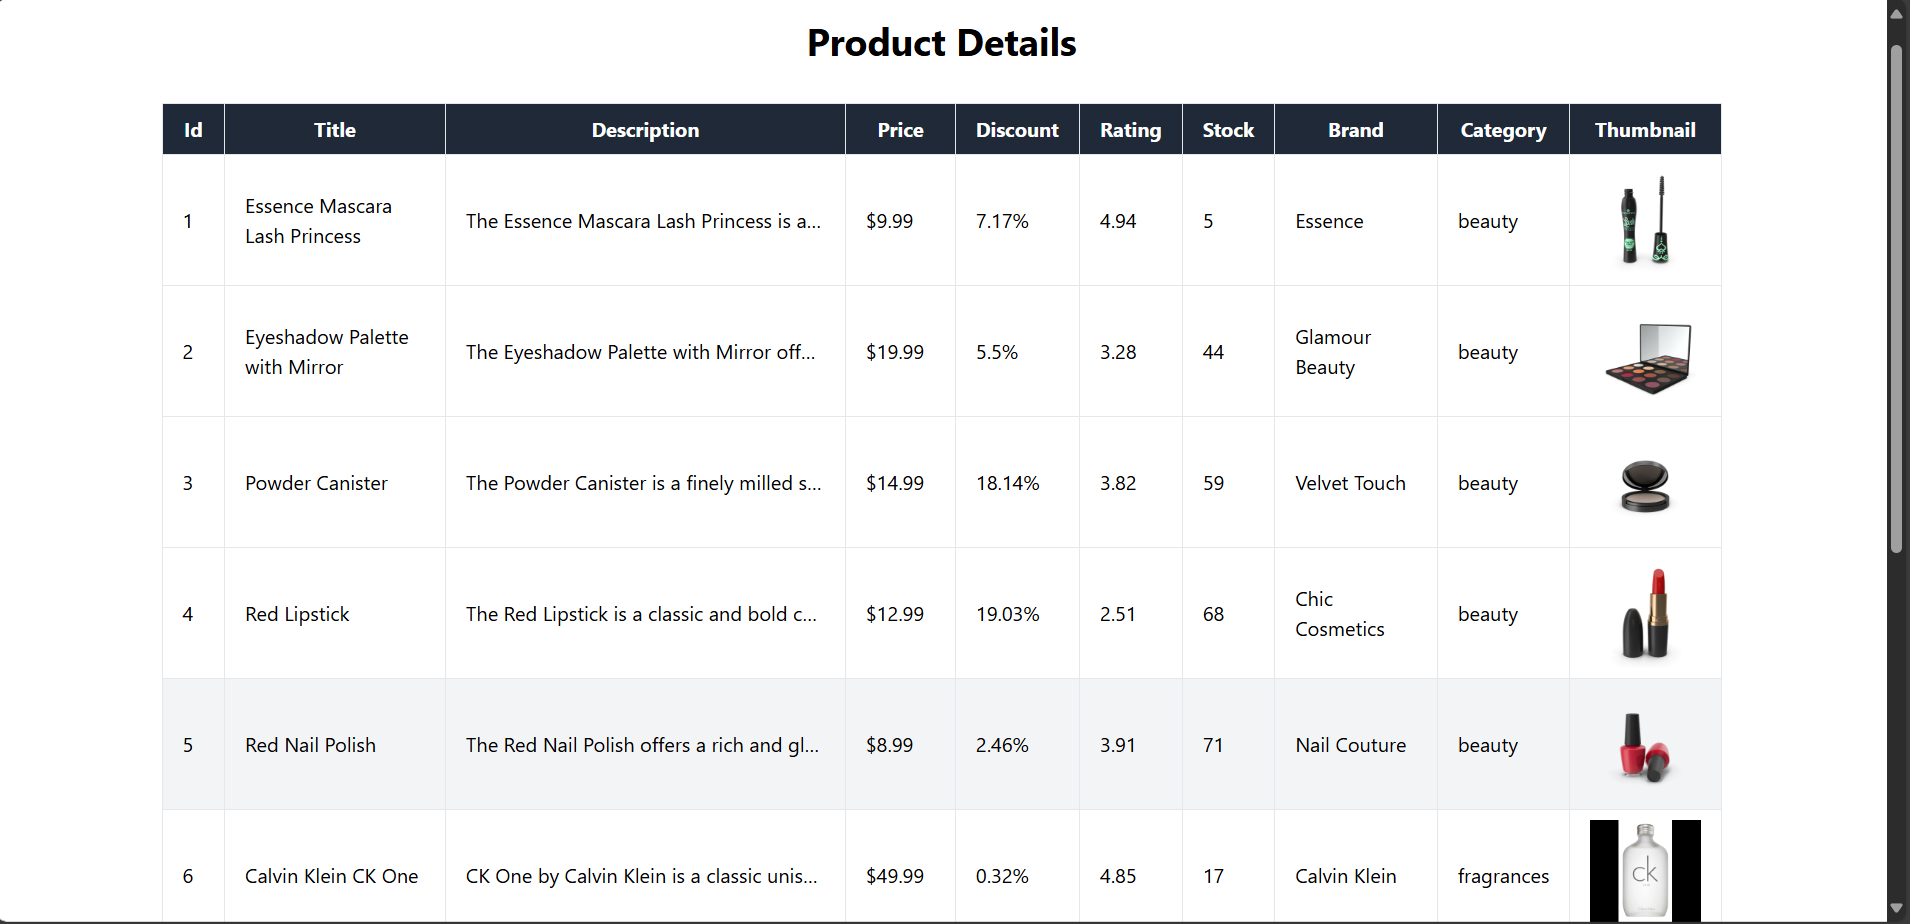 Product Details
Id Title Description Price Discount Rating Stock Brand Category Thumbnail
1 Essence Mascara Lash Princess The Essence Mascara Lash Princess is a... $9.99 7.17% 4.94 5 Essence beauty
2 Eyeshadow Palette with Mirror The Eyeshadow Palette with Mirror off... $19.99 5.5% 3.28 44 Glamour Beauty beauty
3 Powder Canister The Powder Canister is a finely milled s... $14.99 18.14% 3.82 59 Velvet Touch beauty
4 Red Lipstick The Red Lipstick is a classic and bold c... $12.99 19.03% 2.51 68 Chic Cosmetics beauty
5 Red Nail Polish The Red Nail Polish offers a rich and gl... $8.99 2.46% 3.91 71 Nail Couture beauty
6 Calvin Klein CK One CK One by Calvin Klein is a classic unis... $49.99 0.32% 4.85 17 Calvin Klein fragrances
ck